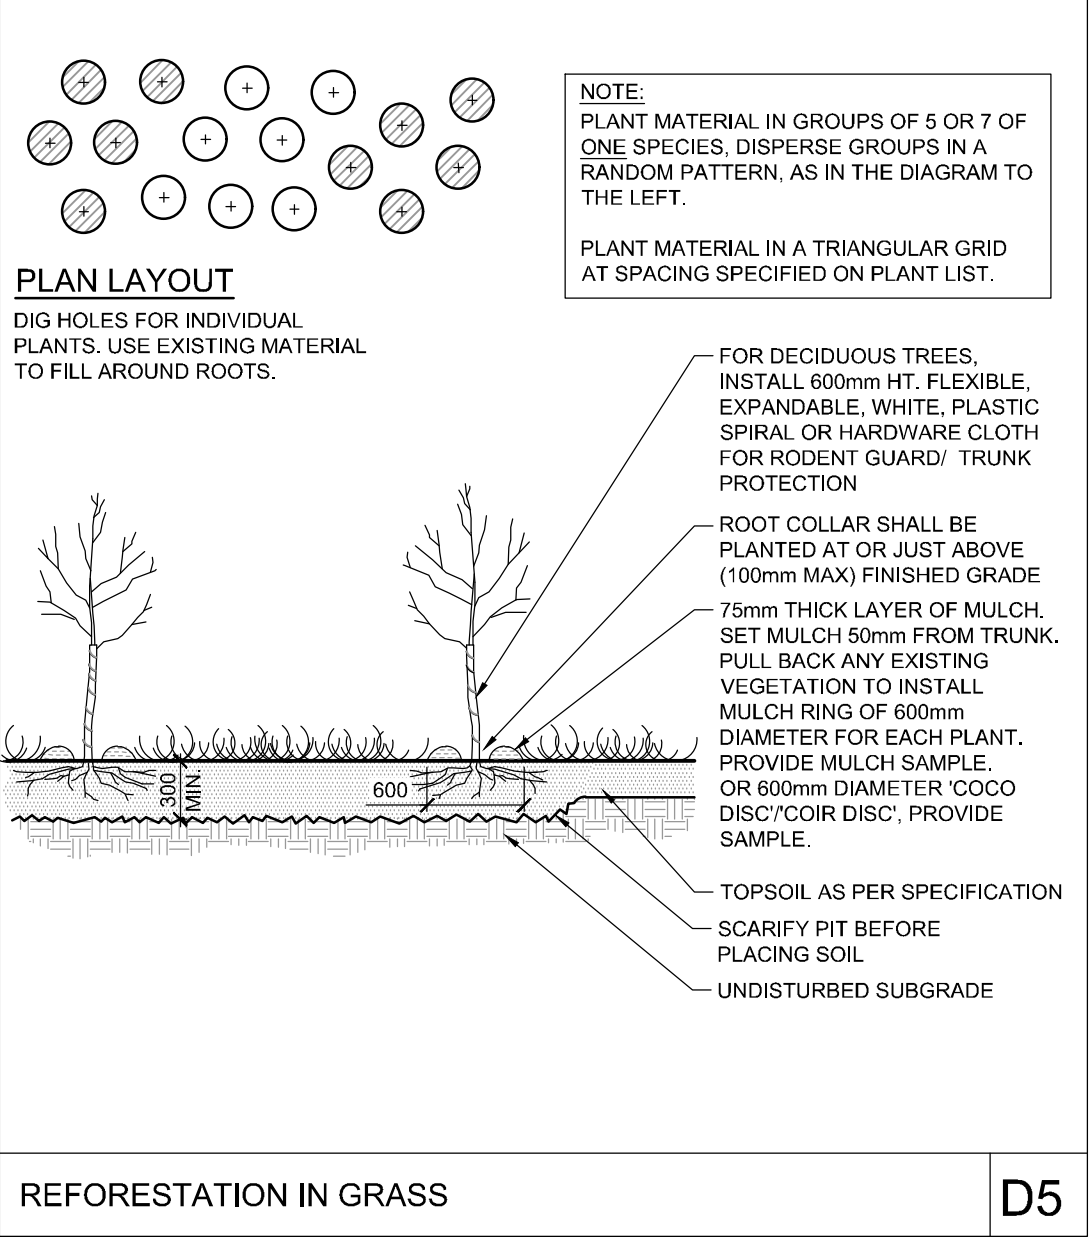 NOTE:
PLANT MATERIAL IN GROUPS OF 5 OR 7 OF
ONE SPECIES, DISPERSE GROUPS IN A
RANDOM PATTERN, AS IN THE DIAGRAM TO
THE LEFT.
PLANT MATERIAL IN A TRIANGULAR GRID
AT SPACING SPECIFIED ON PLANT LIST.
PLAN LAYOUT
DIG HOLES FOR INDIVIDUAL
PLANTS. USE EXISTING MATERIAL
TO FILL AROUND ROOTS.
FOR DECIDUOUS TREES,
INSTALL 600mm HT. FLEXIBLE,
EXPANDABLE, WHITE, PLASTIC
SPIRAL OR HARDWARE CLOTH
FOR RODENT GUARD/ TRUNK
PROTECTION
ROOT COLLAR SHALL BE
PLANTED AT OR JUST ABOVE
(100mm MAX) FINISHED GRADE
75mm THICK LAYER OF MULCH.
SET MULCH 50mm FROM TRUNK.
PULL BACK ANY EXISTING
VEGETATION TO INSTALL
MULCH RING OF 600mm
DIAMETER FOR EACH PLANT.
PROVIDE MULCH SAMPLE.
OR 600mm DIAMETER 'COCO
DISC'/'COIR DISC', PROVIDE
SAMPLE.
300
MIN.
600
TOPSOIL AS PER SPECIFICATION
SCARIFY PIT BEFORE
PLACING SOIL
UNDISTURBED SUBGRADE
REFORESTATION IN GRASS
D5